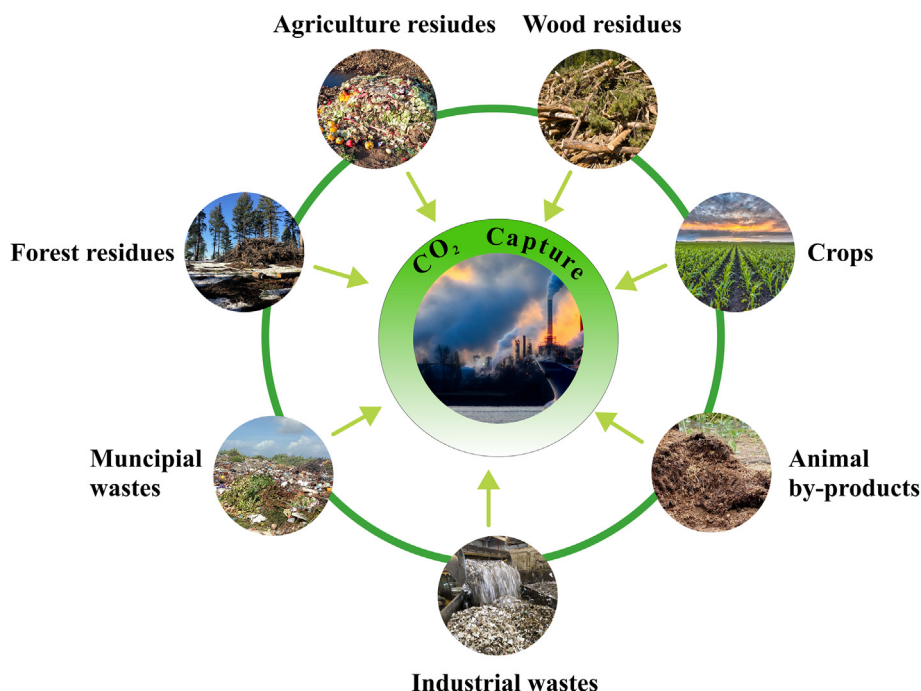 Agriculture resiudes
Wood residues
Forest residues
CO₂ Capture
Crops
Muncipial
wastes
Animal
by-products
Industrial wastes